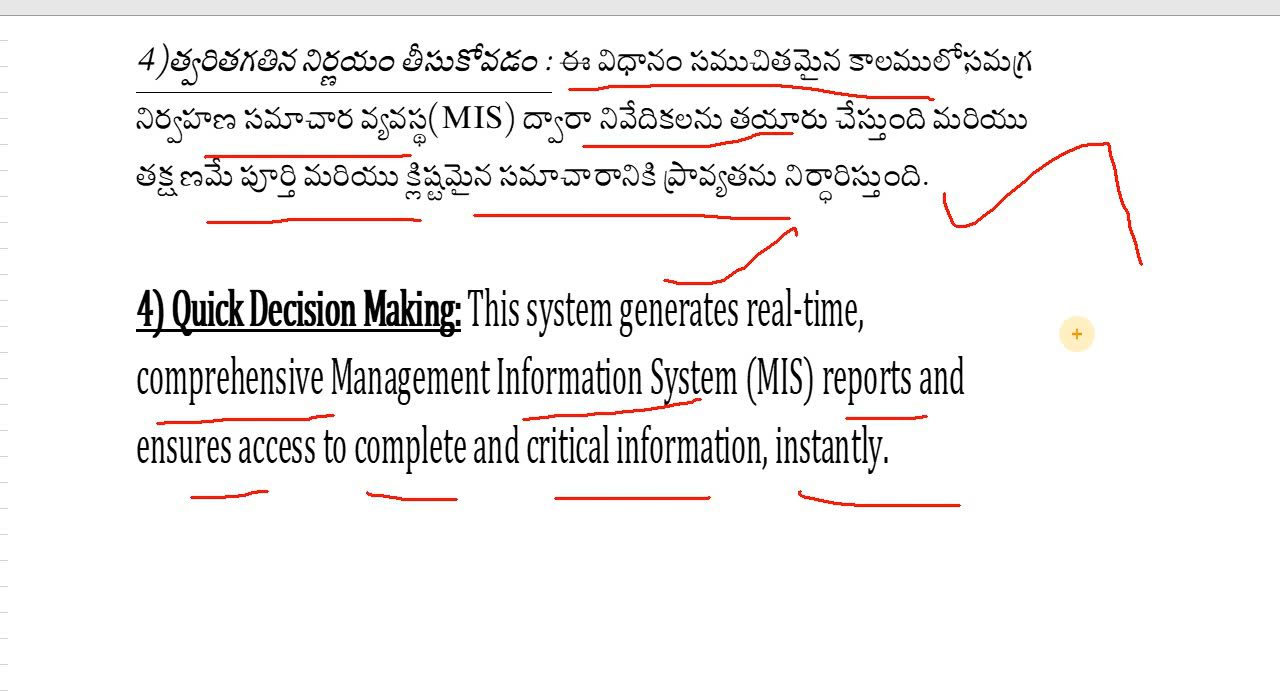 4)త్వరితగతిన నిర్ణయం తీసుకోవడం : ఈ విధానం సముచితమైన కాలములోసమగ్ర
నిర్వహణ సమాచార వ్యవస్థ(MIS) ద్వారా నివేదికలను తయారు చేస్తుంది మరియు
తక్షణమే పూర్తి మరియు క్లిష్టమైన సమాచారానికి ప్రావ్యతను నిర్ధారిస్తుంది.
4) Quick Decision Making: This system generates real-time,
comprehensive Management Information System (MIS) reports and
ensures access to complete and critical information, instantly.